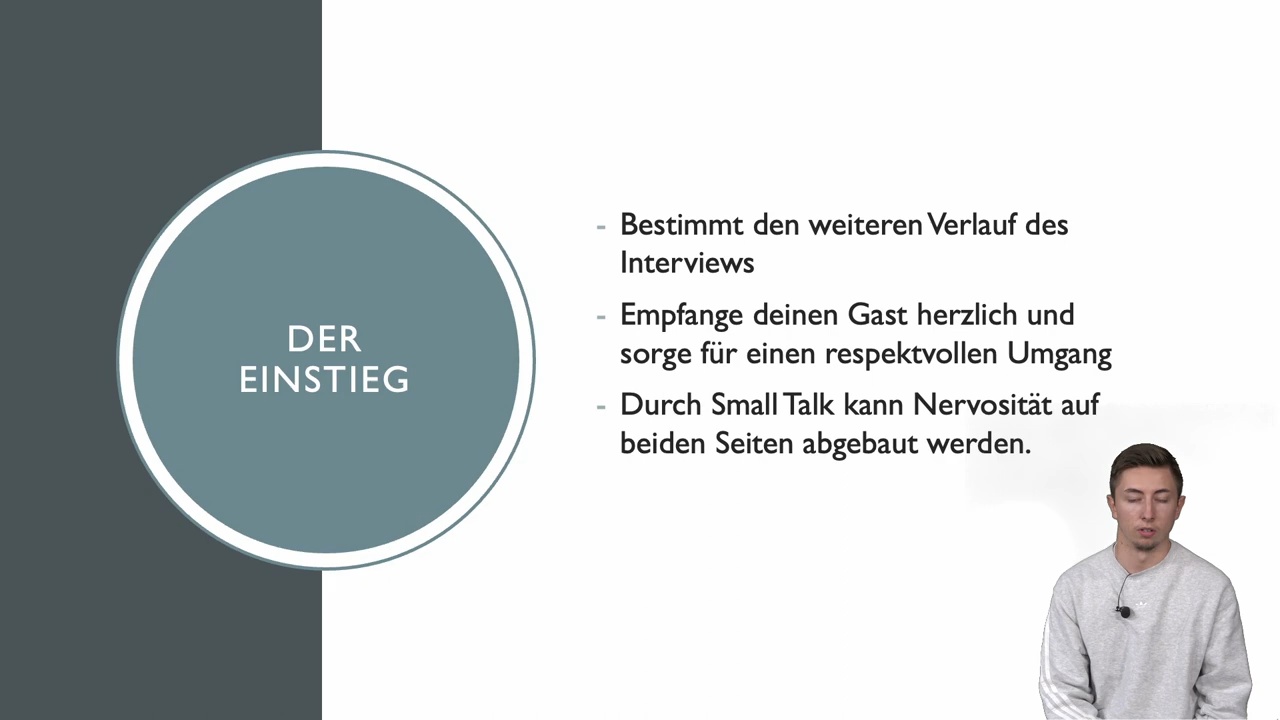 DER
EINSTIEG
- Bestimmt den weiteren Verlauf des
Interviews
- Empfange deinen Gast herzlich und
sorge für einen respektvollen Umgang
- Durch Small Talk kann Nervosität auf
beiden Seiten abgebaut werden.